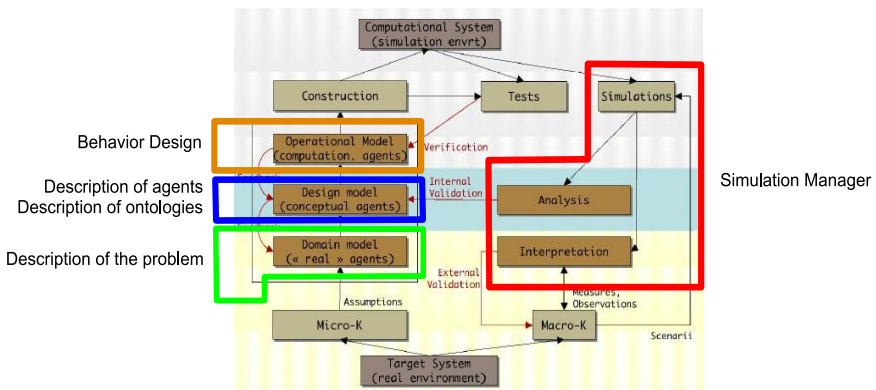 Computational System
(simulation envrt)
Construction
Tests
Simulations
Behavior Design
Operational Model
(computation. agents)
Verification
Simulation Manager
Description of agents
Description of ontologies
Design model
(conceptual agents)
Internal
Validation
Analysis
Description of the problem
Domain model
(« real » agents)
Interpretation
External
Validation
Assumptions
Measures,
Observations
Micro-K
Macro-K
Scenarii
Target System
(real environment)